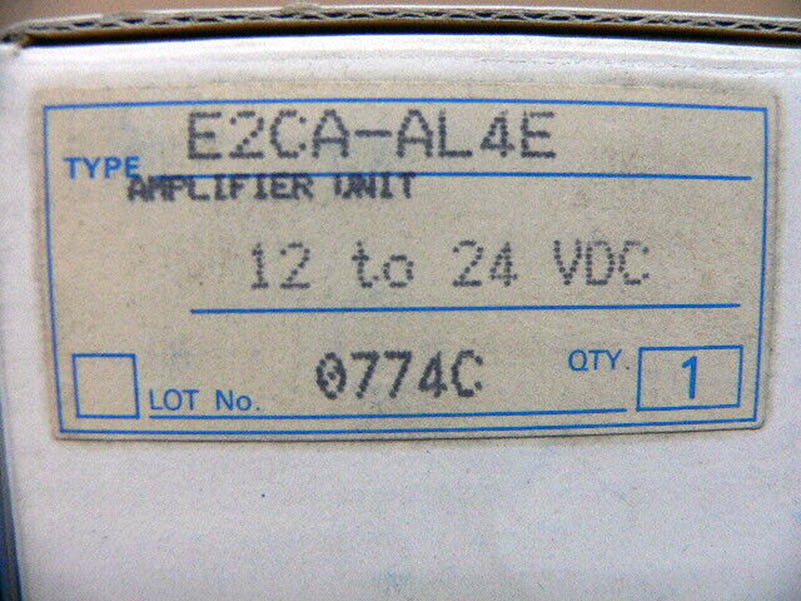 TYPE E2CA-AL4E
AMPLIFIER UNIT
12 to 24 VDC
LOT No. 0774C QTY. 1